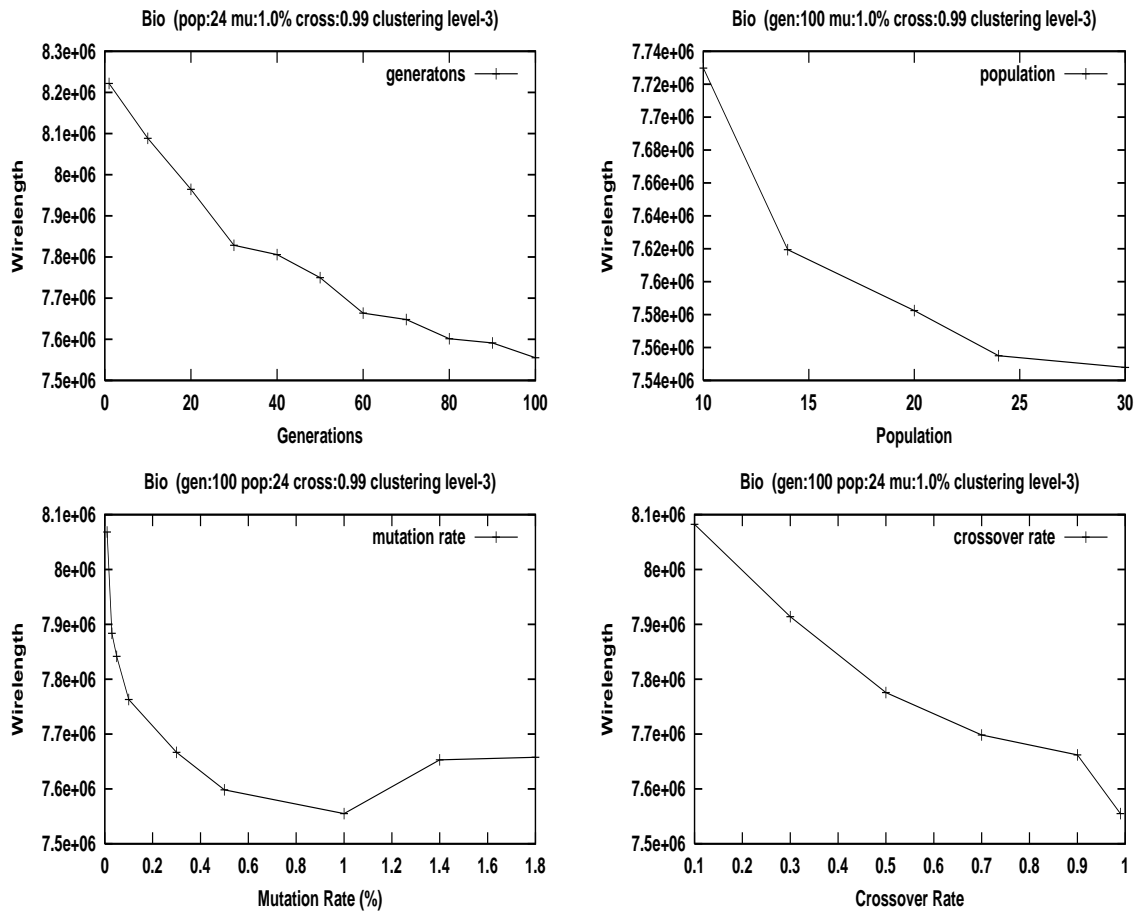 Bio (pop:24 mu:1.0% cross:0.99 clustering level-3)
8.3e+06
8.2e+06
8.1e+06
8e+06
7.9e+06
7.8e+06
7.7e+06
7.6e+06
7.5e+06
Wirelength
generatons
0 20 40 60 80 100
Generations
Bio (gen:100 mu:1.0% cross:0.99 clustering level-3)
7.74e+06
7.72e+06
7.7e+06
7.68e+06
7.66e+06
7.64e+06
7.62e+06
7.6e+06
7.58e+06
7.56e+06
7.54e+06
Wirelength
population
10 15 20 25 30
Population
Bio (gen:100 pop:24 cross:0.99 clustering level-3)
8.1e+06
8e+06
7.9e+06
7.8e+06
7.7e+06
7.6e+06
7.5e+06
Wirelength
mutation rate
0 0.2 0.4 0.6 0.8 1 1.2 1.4 1.6 1.8
Mutation Rate (%)
Bio (gen:100 pop:24 mu:1.0% clustering level-3)
8.1e+06
8e+06
7.9e+06
7.8e+06
7.7e+06
7.6e+06
7.5e+06
Wirelength
crossover rate
0.1 0.2 0.3 0.4 0.5 0.6 0.7 0.8 0.9 1
Crossover Rate